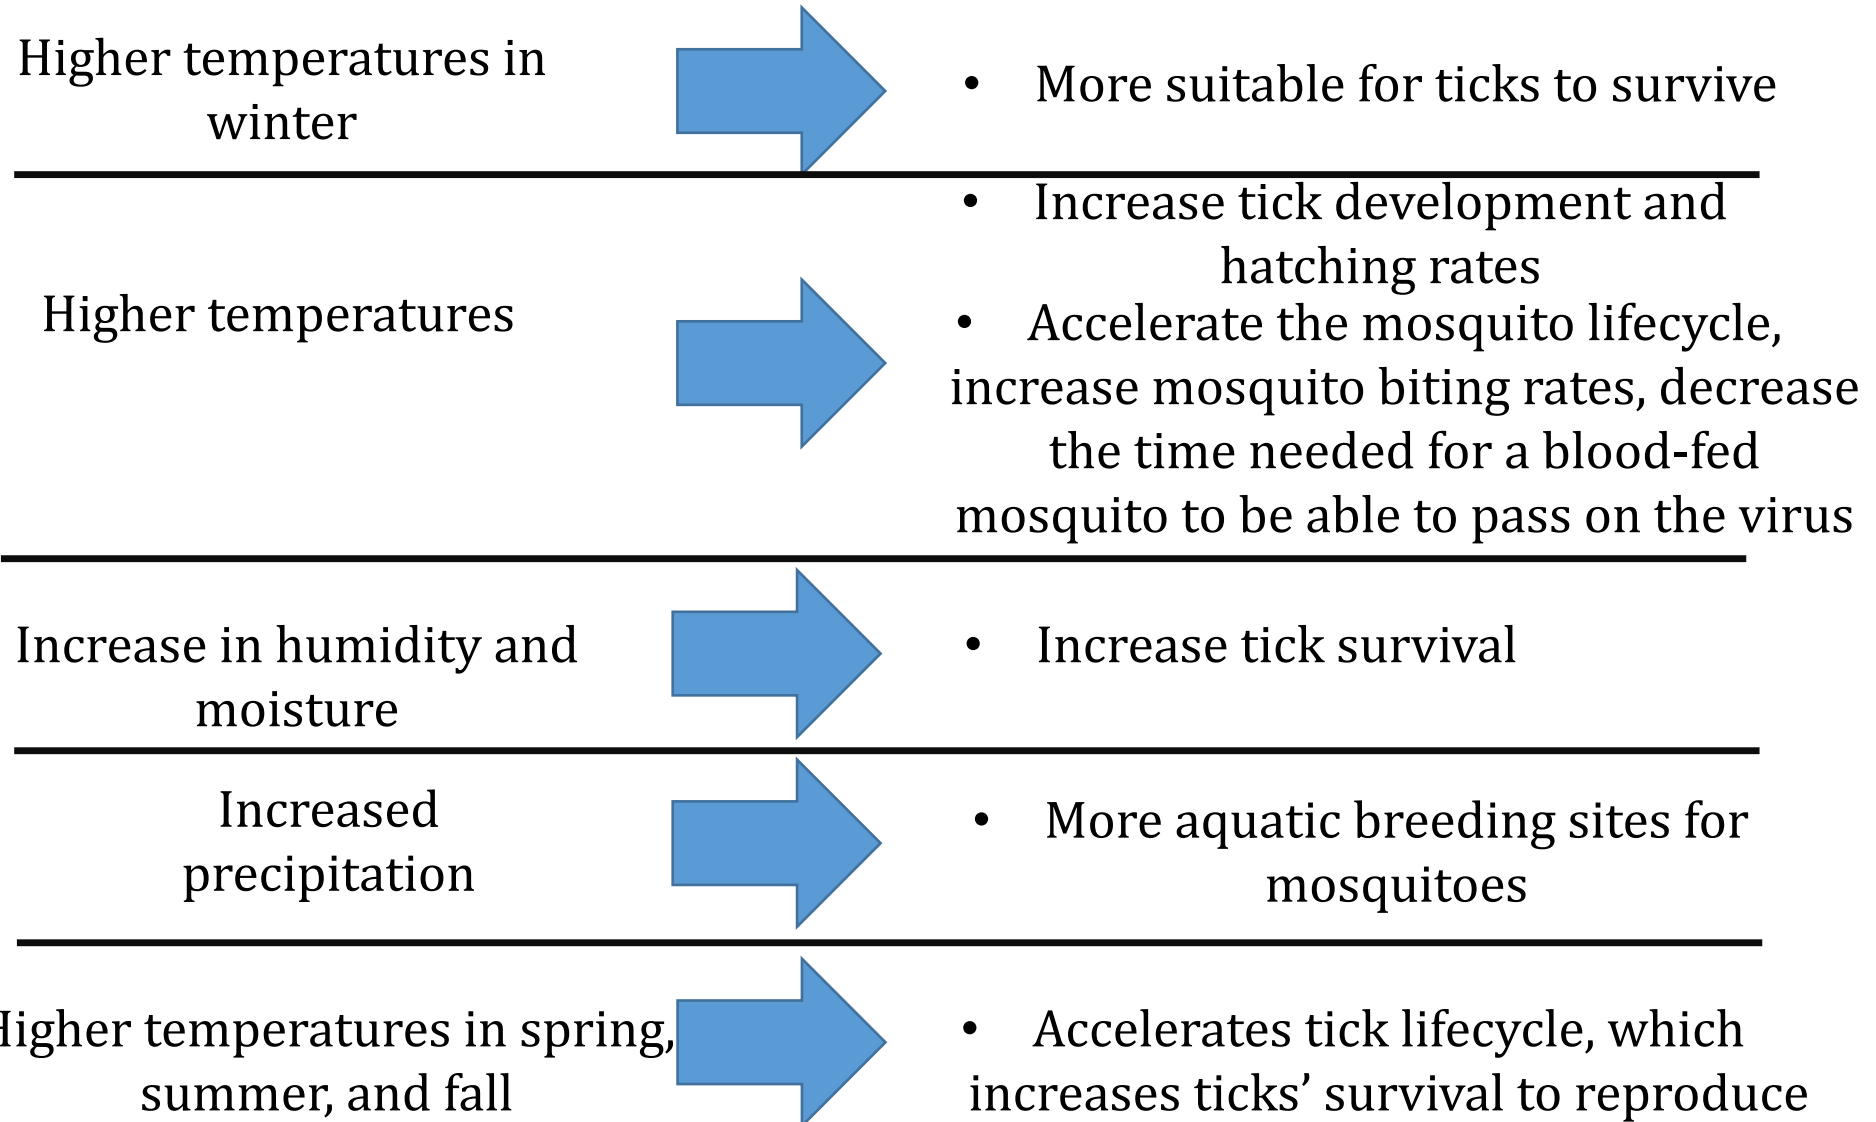 Higher temperatures in
winter
• More suitable for ticks to survive
Higher temperatures
• Increase tick development and
hatching rates
• Accelerate the mosquito lifecycle,
increase mosquito biting rates, decrease
the time needed for a blood-fed
mosquito to be able to pass on the virus
Increase in humidity and
moisture
• Increase tick survival
Increased
precipitation
• More aquatic breeding sites for
mosquitoes
Higher temperatures in spring,
summer, and fall
• Accelerates tick lifecycle, which
increases ticks’ survival to reproduce